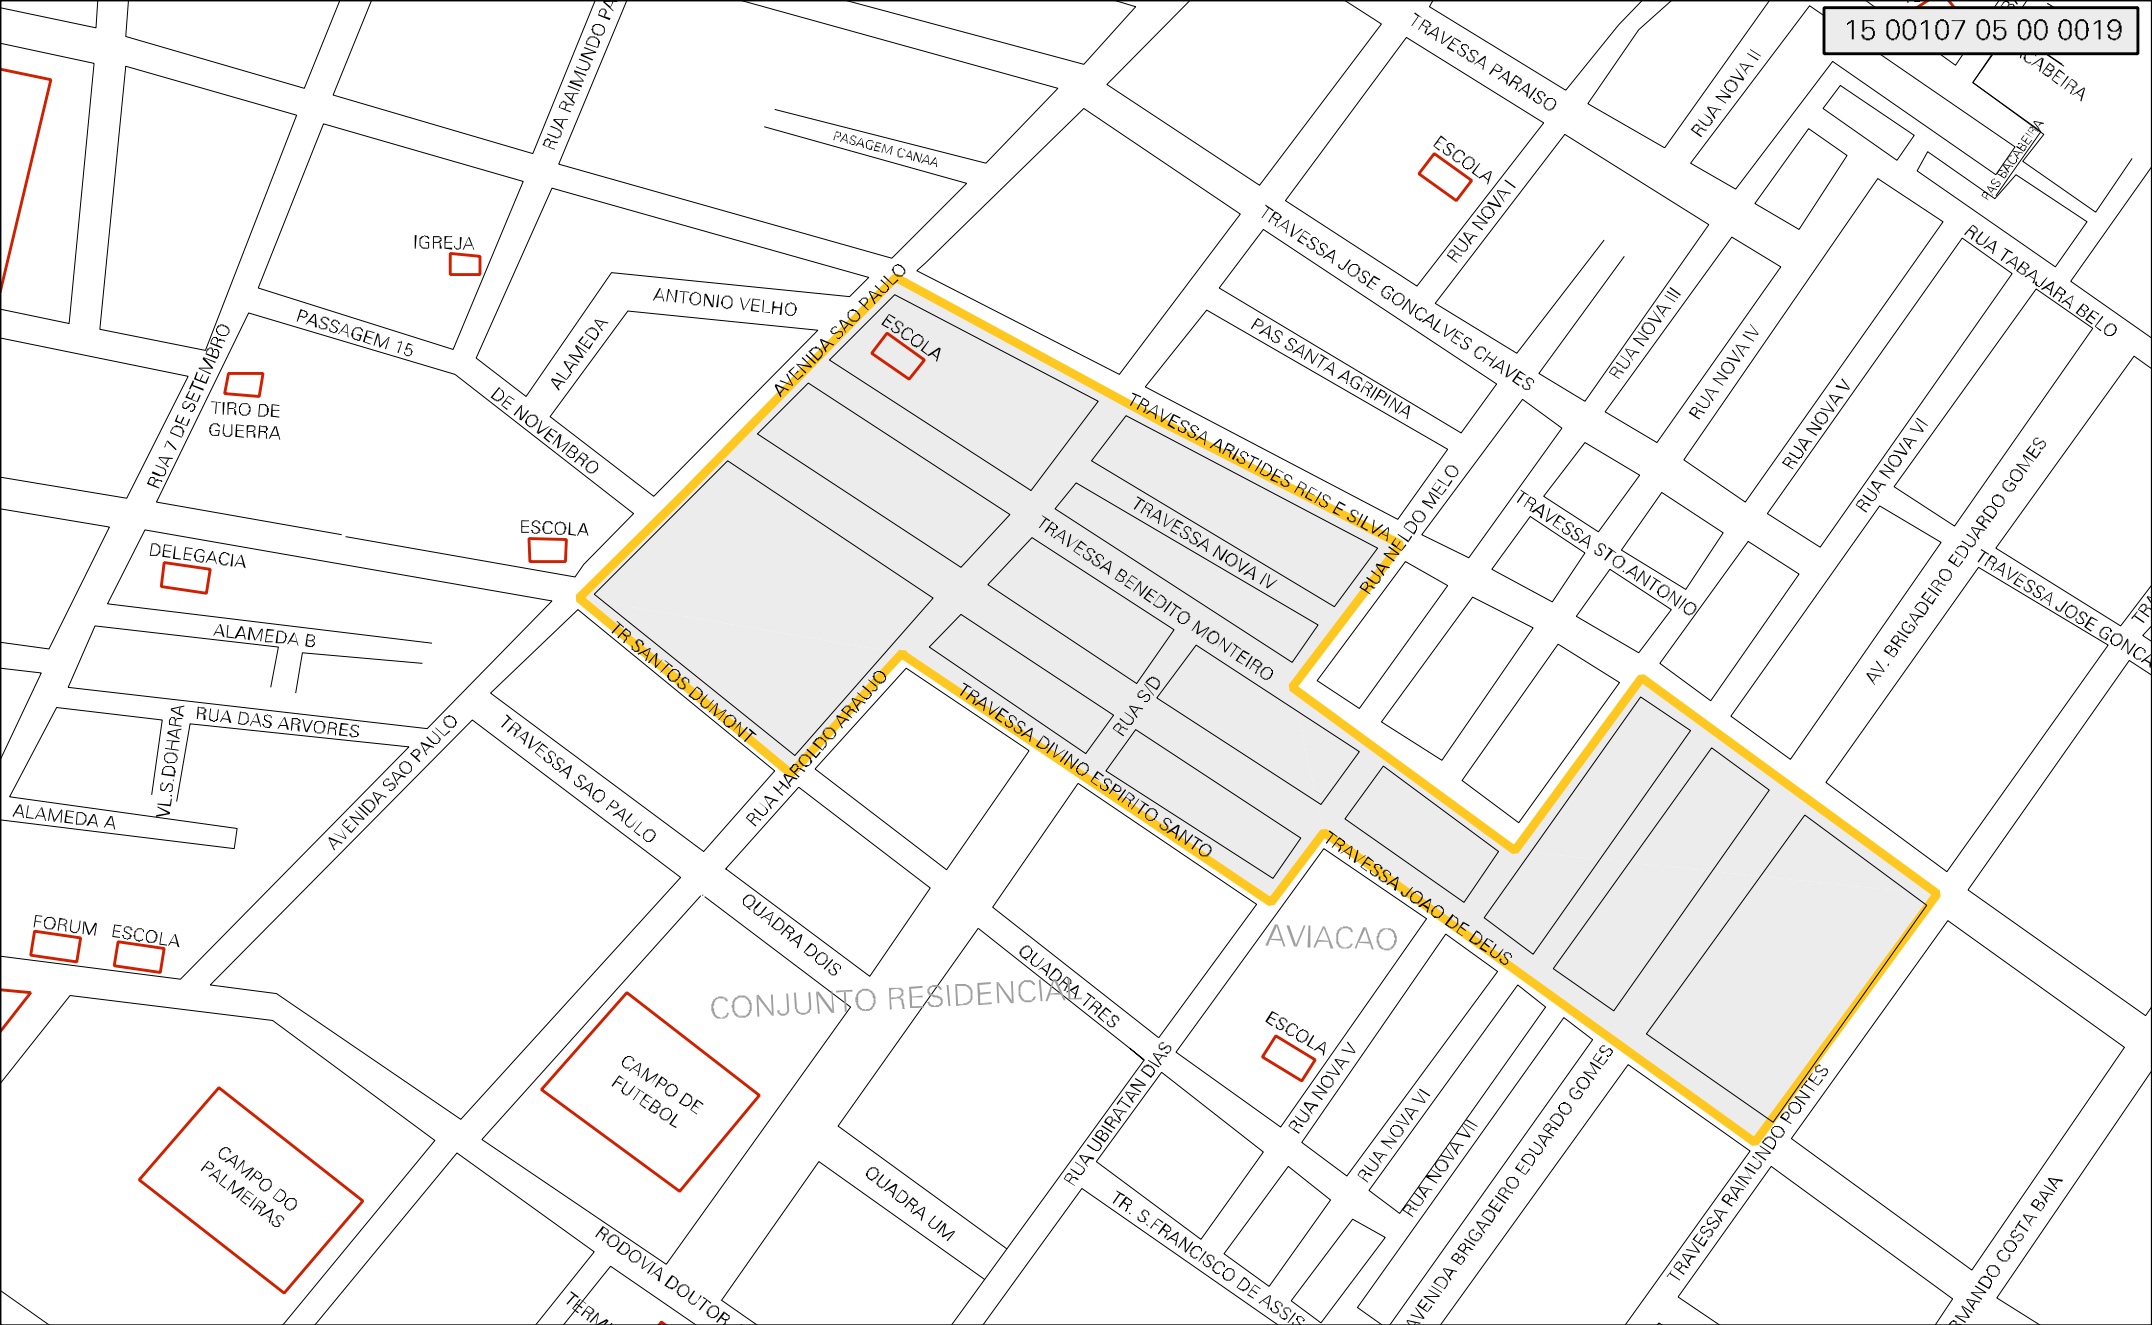 15 00107 05 00 0019
RUA RAIMUNDO PA
TRAVESSA PARAISO
RUA NOVA II
ACABEIRA
PAS BACABEIRA
PASAGEM CANAA
ESCOLA
RUA NOVA I
IGREJA
TRAVESSA JOSE GONCALVES CHAVES
RUA TABAJARA BELO
ANTONIO VELHO
ALAMEDA
AVENIDA SAO PAULO
ESCOLA
PASSAGEM 15
DE NOVEMBRO
RUA 7 DE SETEMBRO
TIRO DE
GUERRA
PAS SANTA AGRIPINA
RUA NOVA III
RUA NOVA IV
RUA NOVA V
RUA NOVA VI
TRAVESSA ARISTIDES REIS E SILVA
RUA NELDO MELO
AV. BRIGADEIRO EDUARDO GOMES
TRAVESSA STO.ANTONIO
TRAVESSA JOSE GONCA
TRA
ESCOLA
DELEGACIA
TRAVESSA NOVA IV
TRAVESSA BENEDITO MONTEIRO
ALAMEDA B
TR SANTOS DUMONT
RUA HAROLDO ARAUJO
RUA S/D
TRAVESSA DIVINO ESPIRITO SANTO
RUA DAS ARVORES
VL.S.DOHARA
AVENIDA SAO PAULO
TRAVESSA SAO PAULO
ALAMEDA A
TRAVESSA JOAO DE DEUS
FORUM
ESCOLA
QUADRA DOIS
QUADRA TRES
AVIACAO
CONJUNTO RESIDENCIAL
ESCOLA
RUA NOVA V
RUA NOVA VI
RUA NOVA VII
AVENIDA BRIGADEIRO EDUARDO GOMES
TRAVESSA RAIMUNDO PONTES
RMANDO COSTA BAIA
RUA UBIRATAN DIAS
CAMPO DE
FUTEBOL
CAMPO DO
PALMEIRAS
QUADRA UM
TR. S.FRANCISCO DE ASSIS
RODOVIA DOUTOR
TERMI